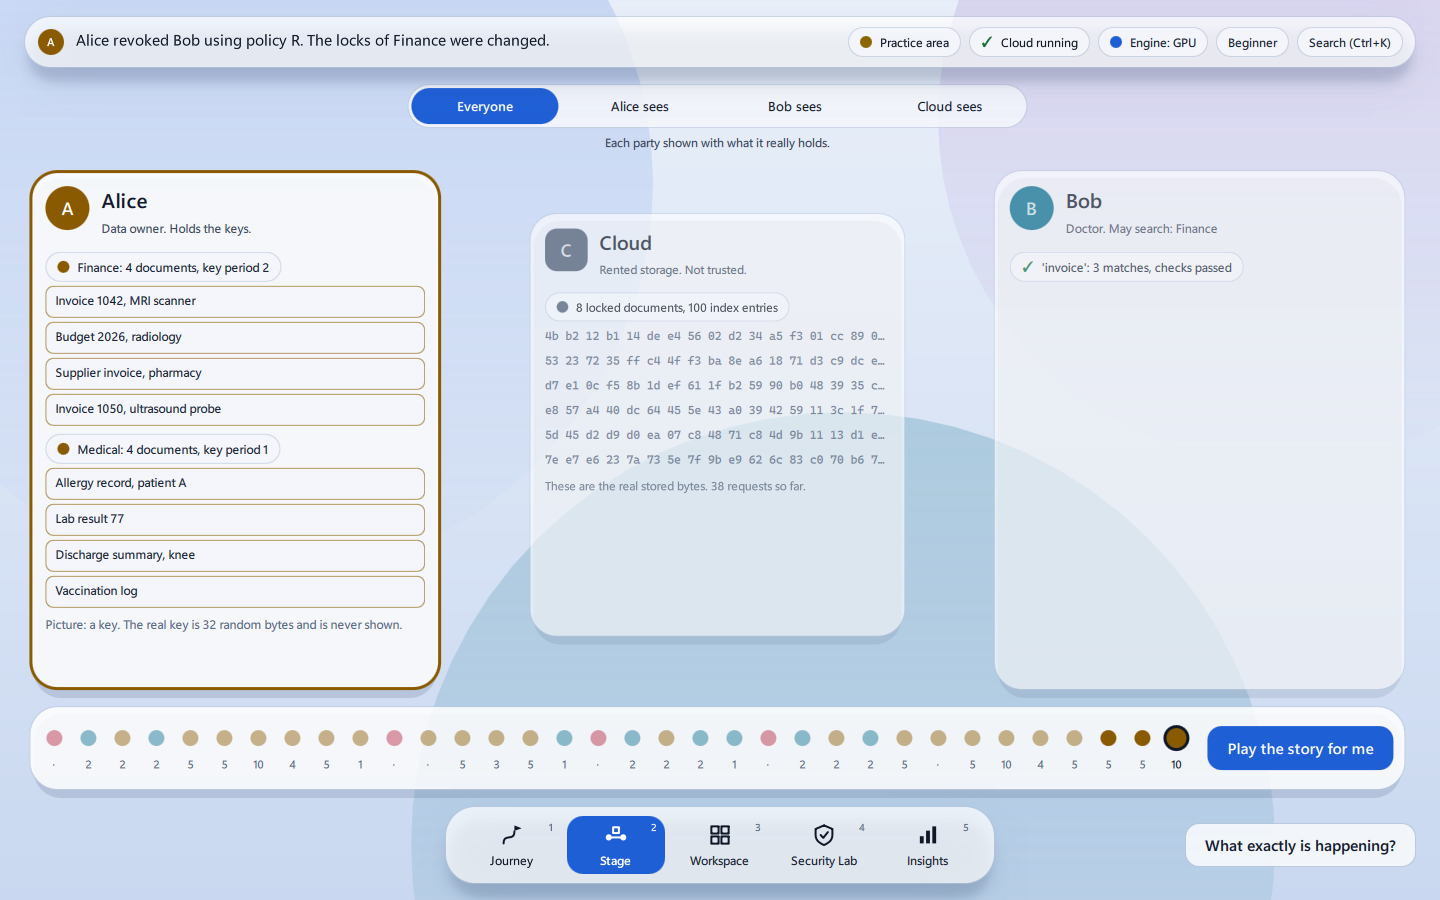 A Alice revoked Bob using policy R. The locks of Finance were changed.
Practice area
✓ Cloud running
Engine: GPU
Beginner
Search (Ctrl+K)
Everyone
Alice sees
Bob sees
Cloud sees
Each party shown with what it really holds.
A Alice
Data owner. Holds the keys.
Finance: 4 documents, key period 2
Invoice 1042, MRI scanner
Budget 2026, radiology
Supplier invoice, pharmacy
Invoice 1050, ultrasound probe
Medical: 4 documents, key period 1
Allergy record, patient A
Lab result 77
Discharge summary, knee
Vaccination log
Picture: a key. The real key is 32 random bytes and is never shown.
C Cloud
Rented storage. Not trusted.
8 locked documents, 100 index entries
4b b2 12 b1 14 de e4 56 02 d2 34 a5 f3 01 cc 89 0…
53 23 72 35 ff c4 4f f3 ba 8e a6 18 71 d3 c9 dc e…
d7 e1 0c f5 8b 1d ef 61 1f b2 59 90 b0 48 39 35 c…
e8 57 a4 40 dc 64 45 5e 43 a0 39 42 59 11 3c 1f 7…
5d 45 d2 d9 d0 ea 07 c8 48 71 c8 4d 9b 11 13 d1 e…
7e e7 e6 23 7a 73 5e 7f 9b e9 62 6c 83 c0 70 b6 7…
These are the real stored bytes. 38 requests so far.
B Bob
Doctor. May search: Finance
✓ 'invoice': 3 matches, checks passed
· 2 2 2 5 5 10 4 5 1 · · 5 3 5 1 · 2 2 2 1 · 2 2 2 5 · 5 10 4 5 5 5 10
Play the story for me
Journey 1
Stage 2
Workspace 3
Security Lab 4
Insights 5
What exactly is happening?